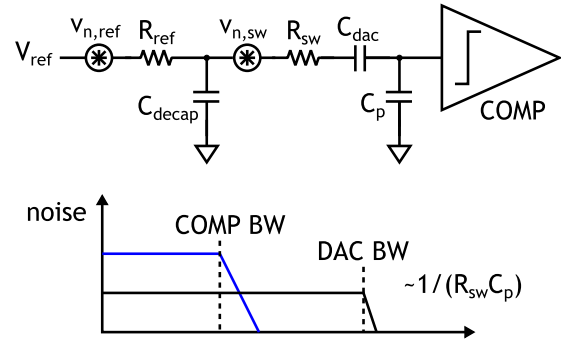 v_n,ref R_ref v_n,sw R_sw C_dac
V_ref
C_decap C_p COMP
noise
COMP BW
DAC BW
~1/(R_swC_p)